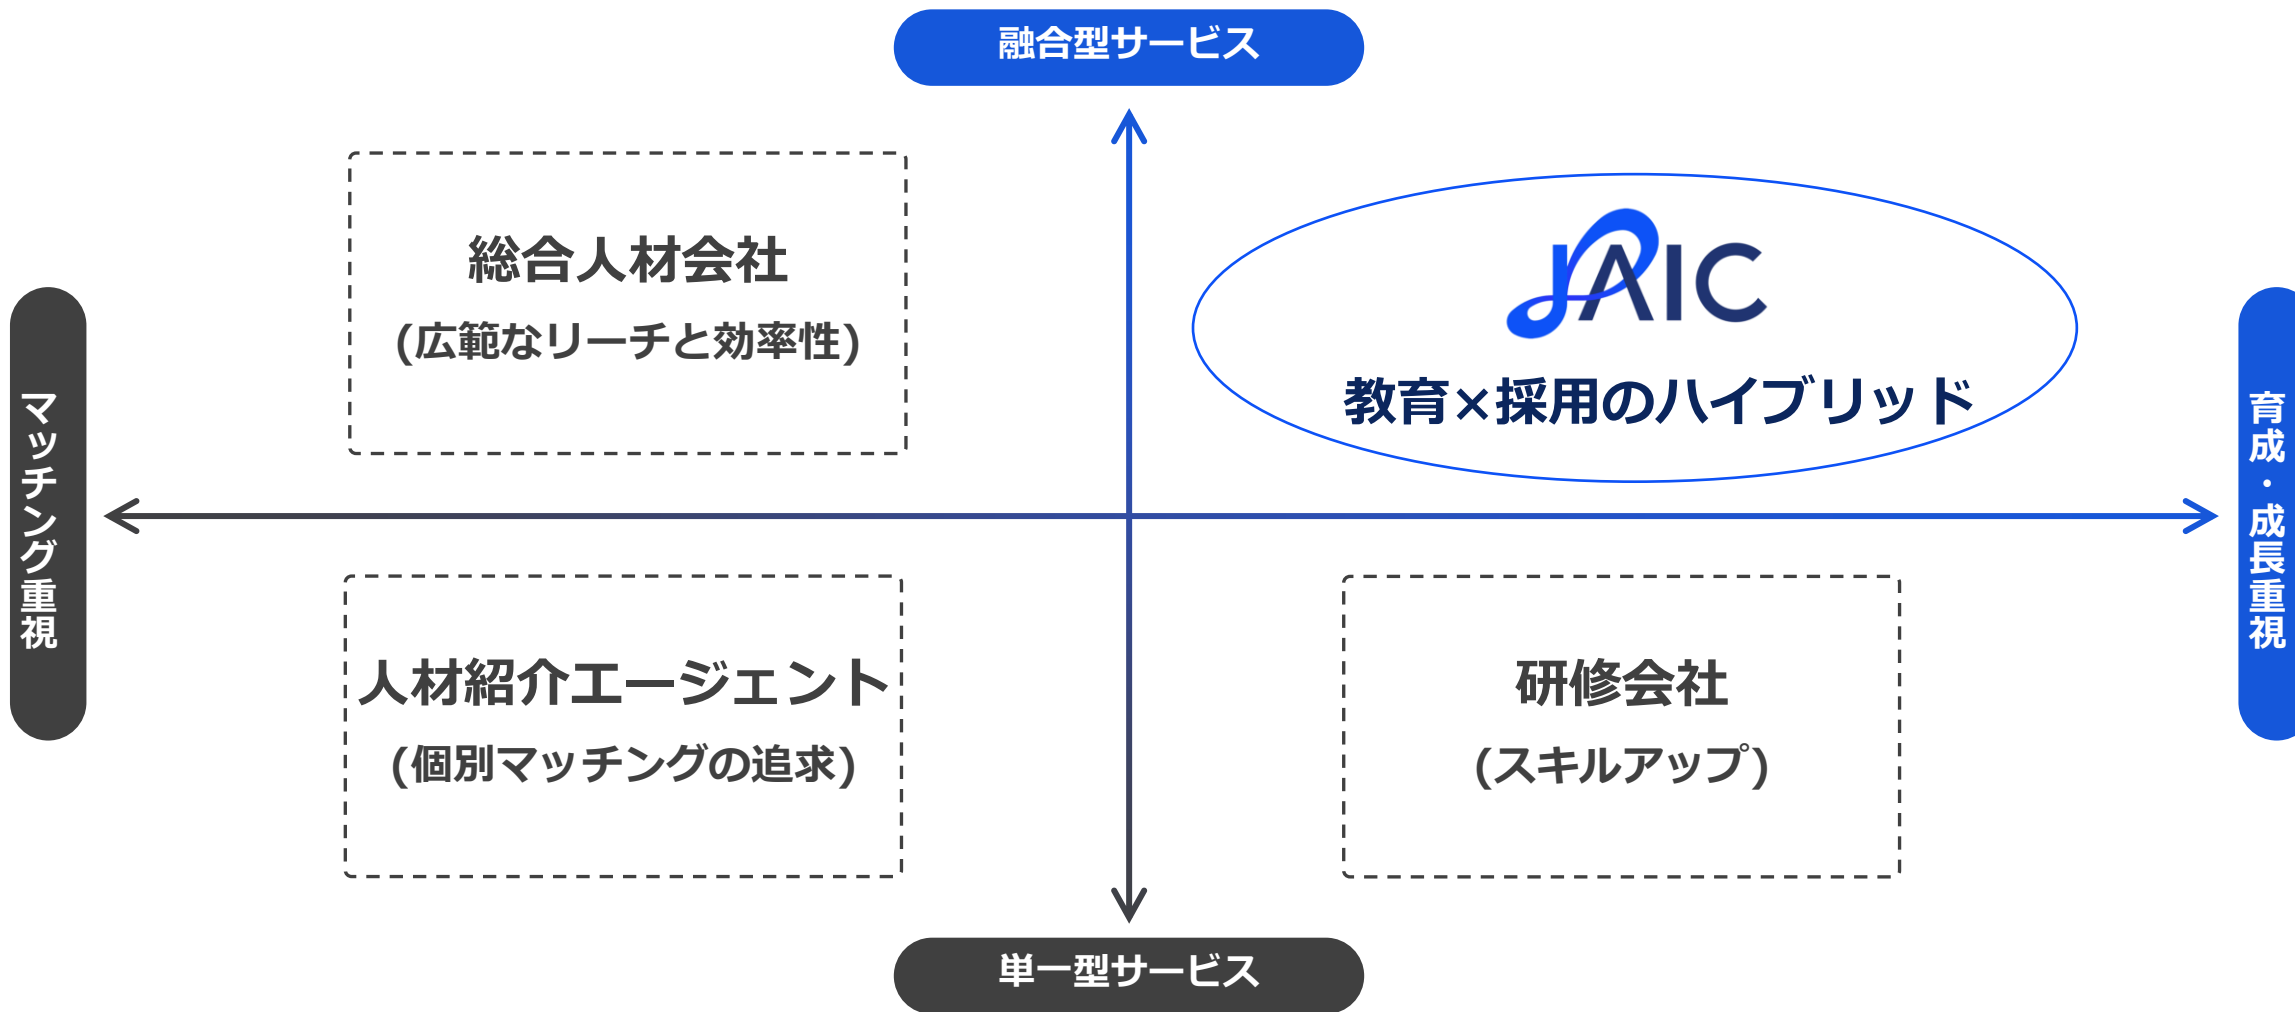 融合型サービス
総合人材会社
(広範なリーチと効率性)
JAIC
教育×採用のハイブリッド
マッチング重視
育成・成長重視
人材紹介エージェント
(個別マッチングの追求)
研修会社
(スキルアップ)
単一型サービス